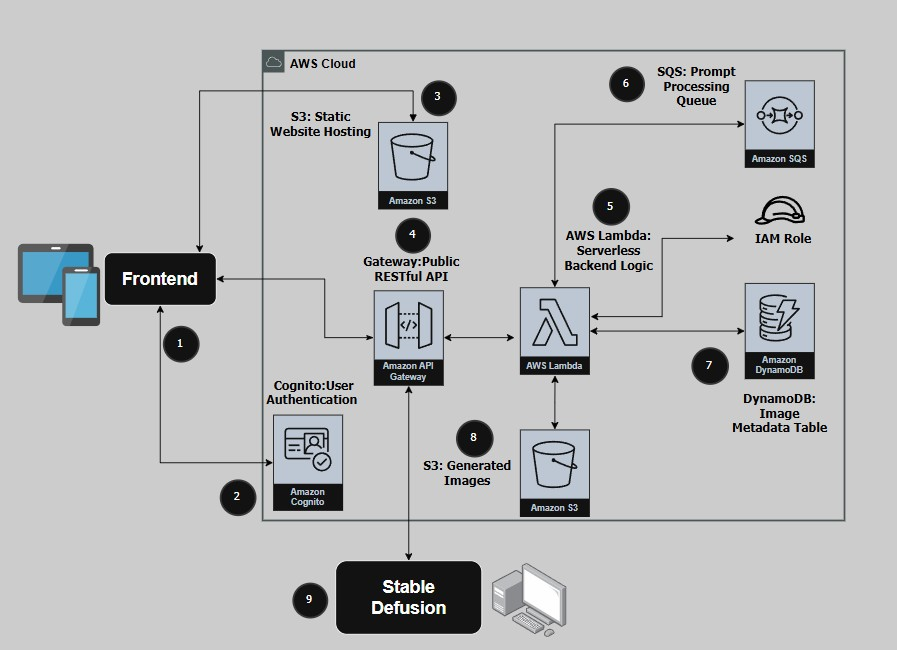 AWS Cloud
3
S3: Static
Website Hosting
Amazon S3
6
SQS: Prompt
Processing
Queue
Amazon SQS
4
Gateway:Public
RESTful API
Amazon API
Gateway
5
AWS Lambda:
Serverless
Backend Logic
AWS Lambda
IAM Role
Frontend
1
Cognito:User
Authentication
Amazon
Cognito
2
7
Amazon
DynamoDB
DynamoDB:
Image
Metadata Table
8
S3: Generated
Images
Amazon S3
9
Stable
Defusion